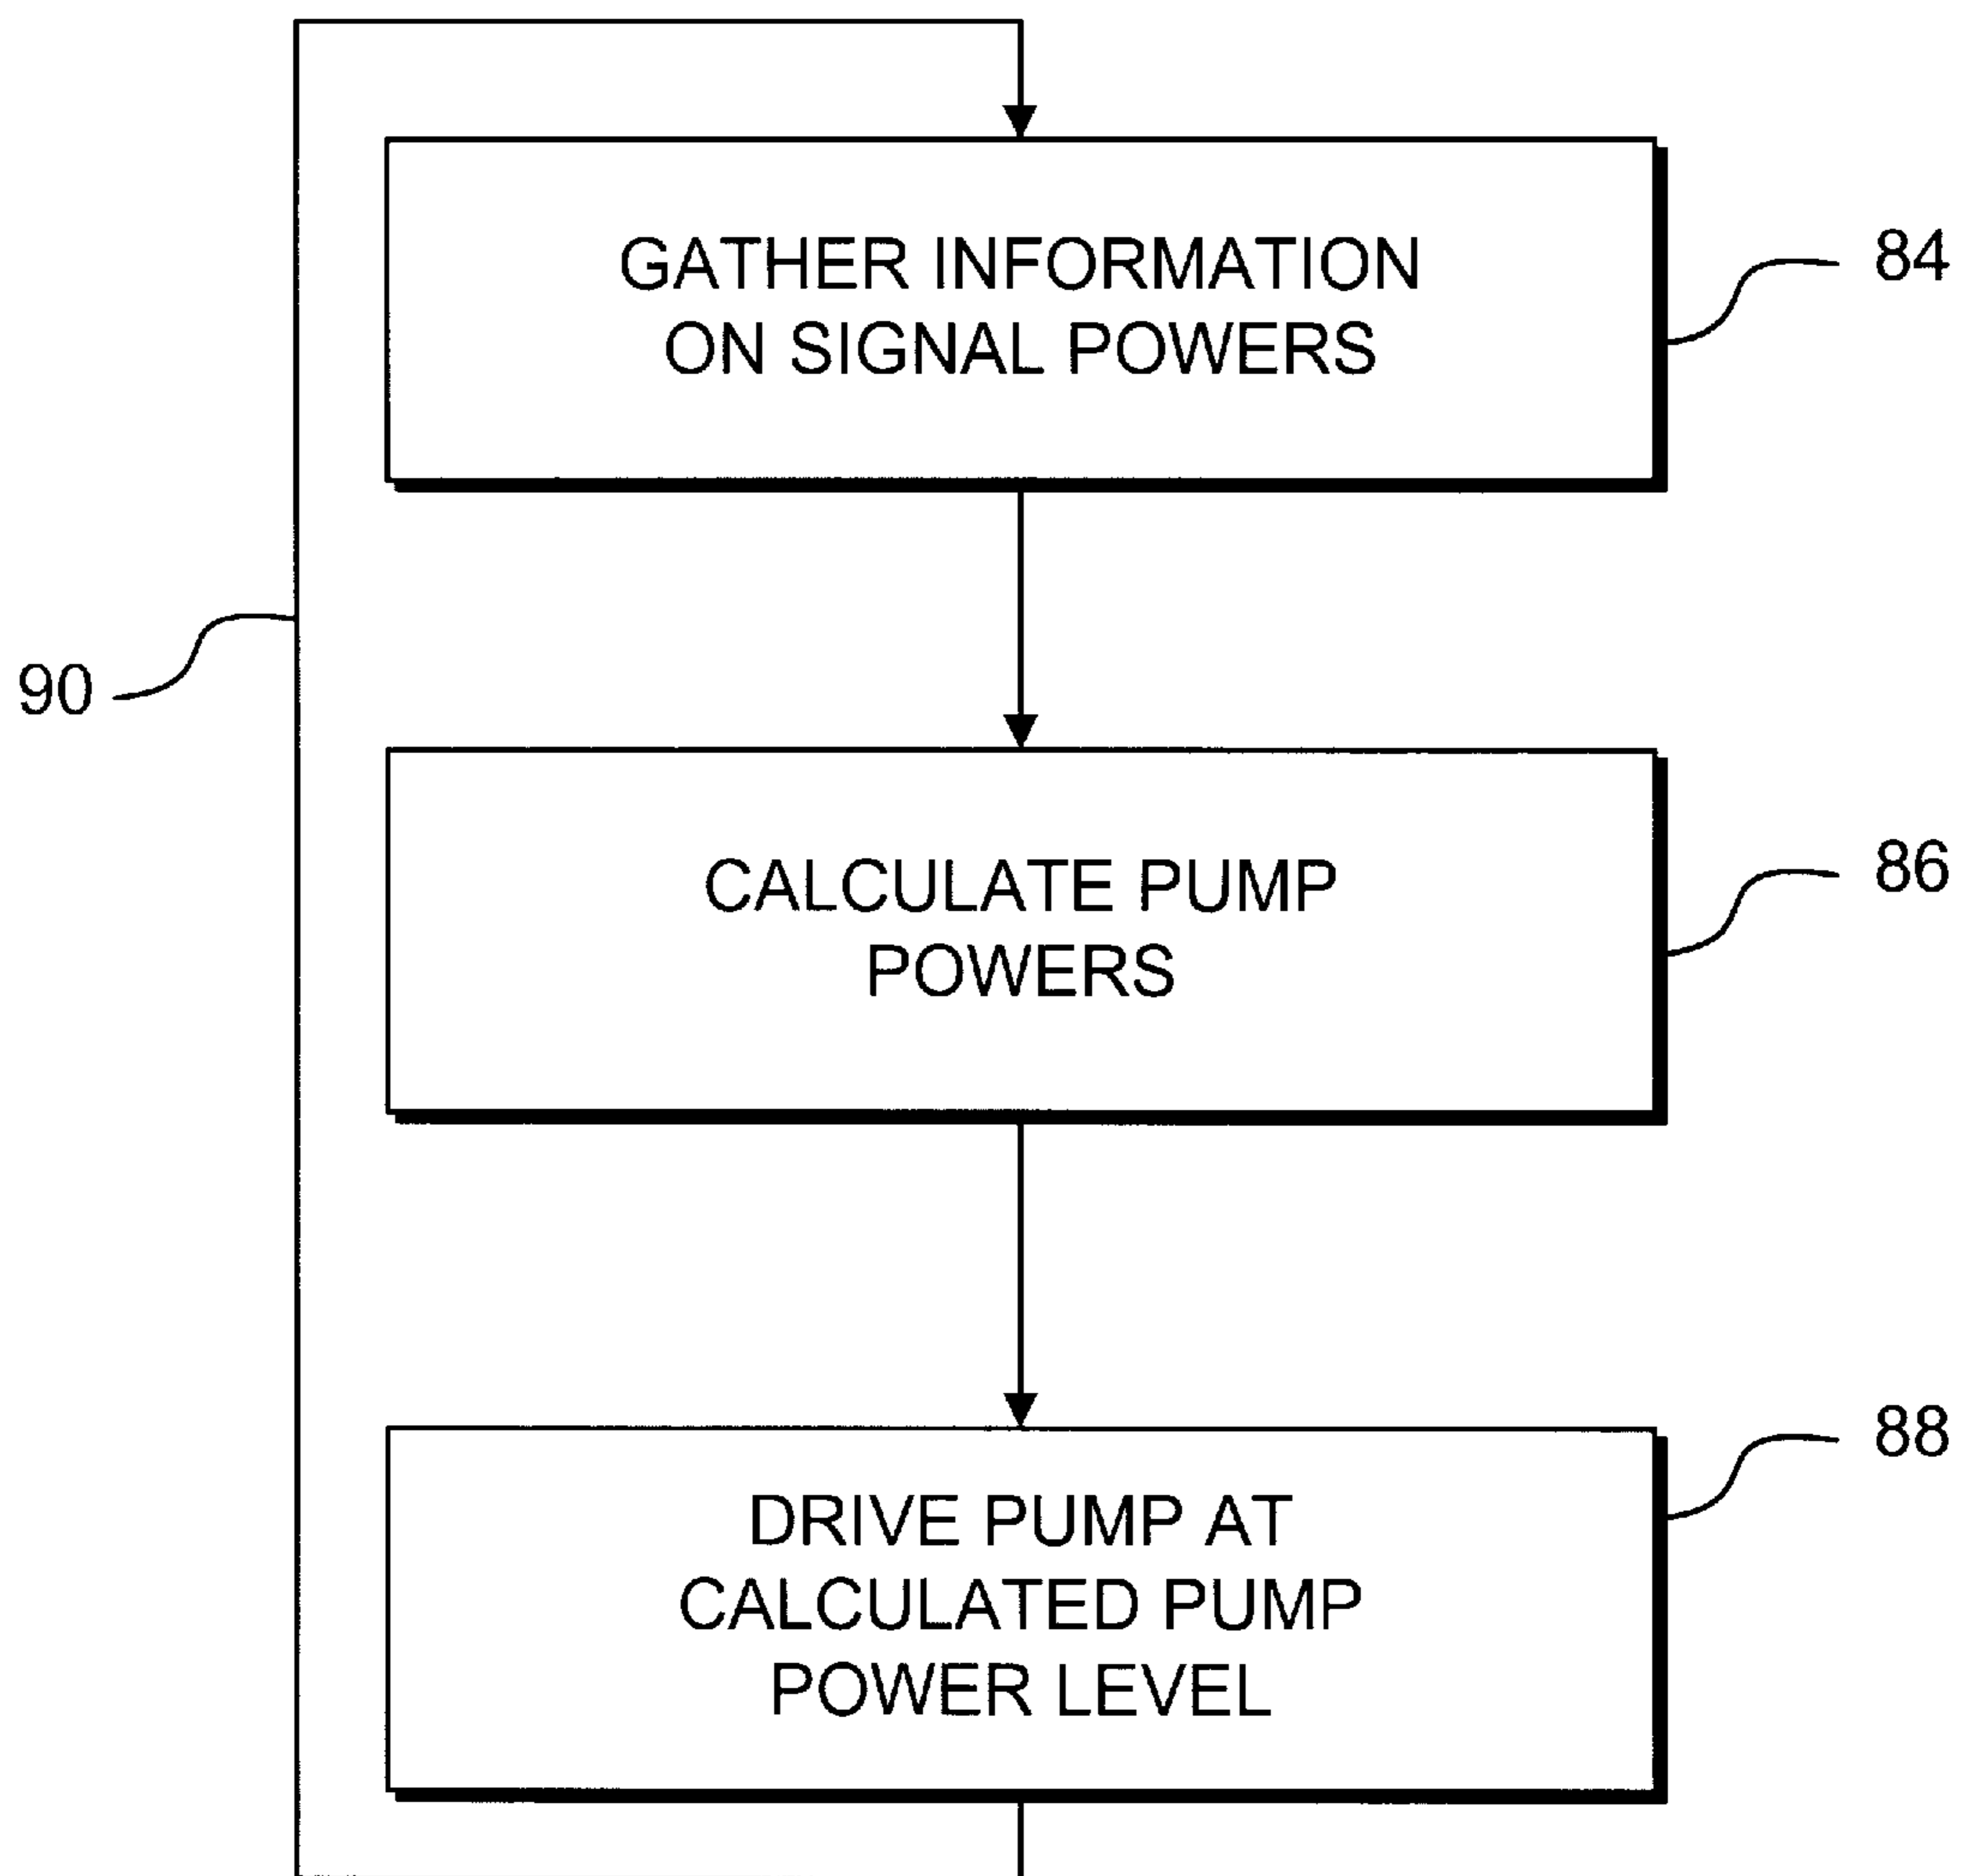 GATHER INFORMATION
ON SIGNAL POWERS
84
90
CALCULATE PUMP
POWERS
86
DRIVE PUMP AT
CALCULATED PUMP
POWER LEVEL
88